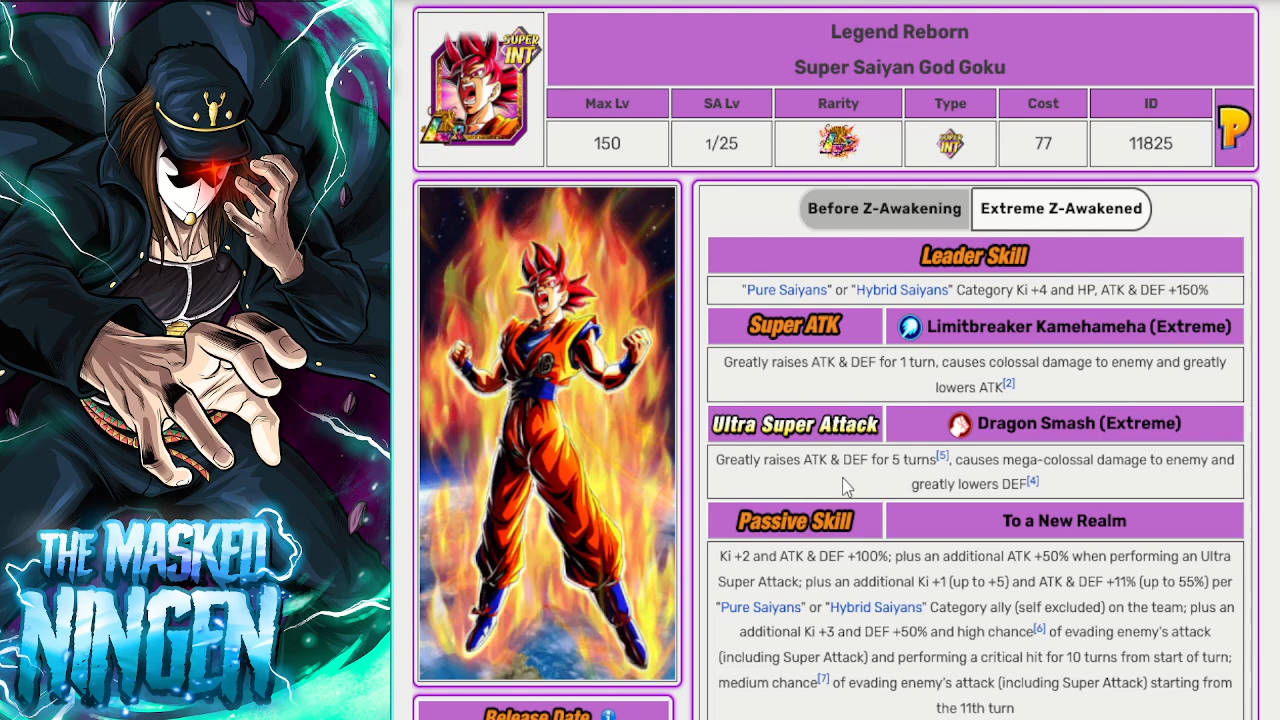 THE MASKED
NINGEN
SUPER
INT
Legend Reborn
Super Saiyan God Goku
Max Lv
SA Lv
Rarity
Type
Cost
ID
150
1/25
SUPER
INT
77
11825
P
Before Z-Awakening
Extreme Z-Awakened
Leader Skill
"Pure Saiyans" or "Hybrid Saiyans" Category Ki +4 and HP, ATK & DEF +150%
Super ATK
Limitbreaker Kamehameha (Extreme)
Greatly raises ATK & DEF for 1 turn, causes colossal damage to enemy and greatly
lowers ATK[2]
Ultra Super Attack
Dragon Smash (Extreme)
Greatly raises ATK & DEF for 5 turns[5], causes mega-colossal damage to enemy and
greatly lowers DEF[4]
Passive Skill
To a New Realm
Ki +2 and ATK & DEF +100%; plus an additional ATK +50% when performing an Ultra
Super Attack; plus an additional Ki +1 (up to +5) and ATK & DEF +11% (up to 55%) per
"Pure Saiyans" or "Hybrid Saiyans" Category ally (self excluded) on the team; plus an
additional Ki +3 and DEF +50% and high chance[6] of evading enemy's attack
(including Super Attack) and performing a critical hit for 10 turns from start of turn;
medium chance[7] of evading enemy's attack (including Super Attack) starting from
the 11th turn
Release Date